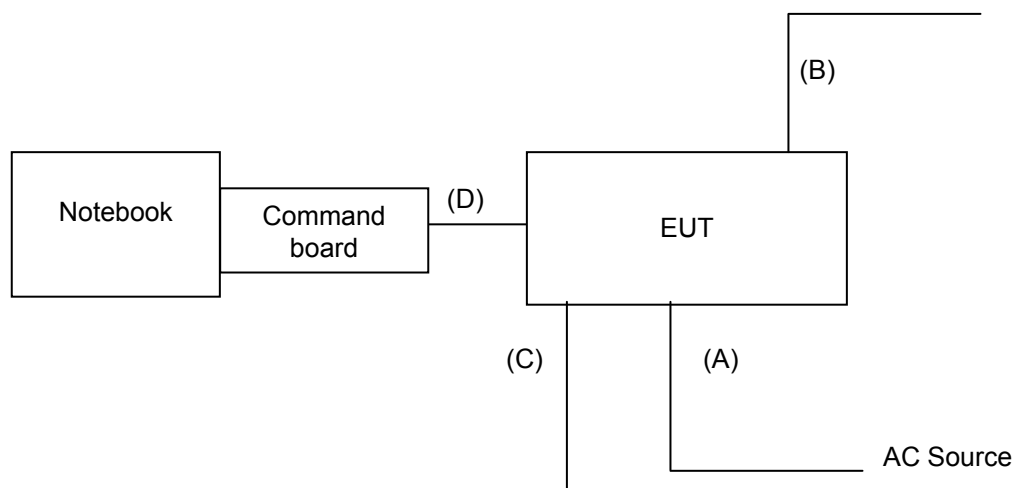 (B)
Notebook
Command
board
(D)
EUT
(C)
(A)
AC Source